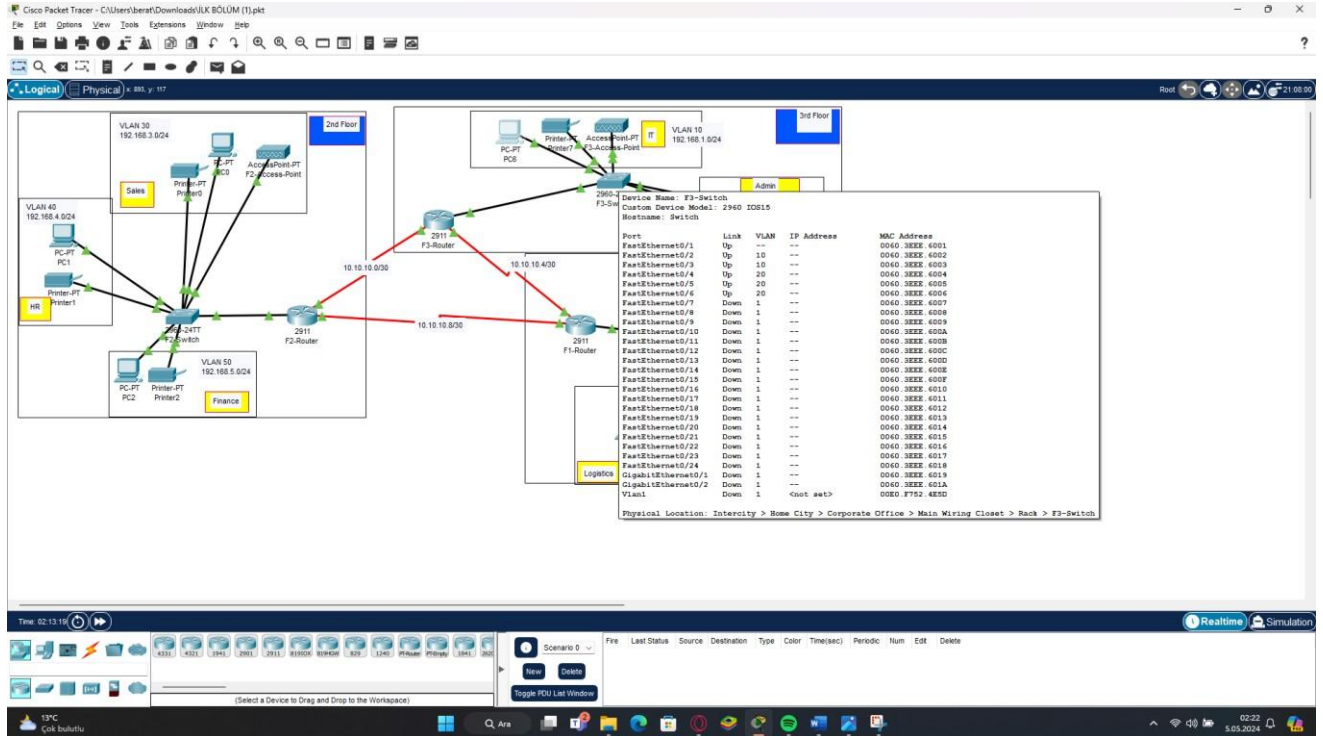 Cisco Packet Tracer - C:\Users\berat\Downloads\İLK BÖLÜM (1).pkt
File Edit Options View Tools Extensions Window Help
?
Logical Physical x: 893, y: 117
Root 21:08:00
VLAN 30
192.168.3.0/24
2nd Floor
PC-PT
PC0
AccessPoint-PT
F2-Access-Point
Printer-PT
Printer0
Sales
VLAN 40
192.168.4.0/24
PC-PT
PC1
Printer-PT
Printer1
HR
2960-24TT
F2-Switch
2911
F2-Router
VLAN 50
192.168.5.0/24
PC-PT
PC2
Printer-PT
Printer2
Finance
3rd Floor
Printer-PT
Printer7
AccessPoint-PT
F3-Access-Point
IT
VLAN 10
192.168.1.0/24
PC-PT
PC6
Admin
2911
F3-Router
10.10.10.0/30
10.10.10.4/30
10.10.10.8/30
2911
F1-Router
Logistics
Device Name: F3-Switch
Custom Device Model: 2960 IOS15
Hostname: Switch
Port Link VLAN IP Address MAC Address
FastEthernet0/1 Up -- -- 0060.3EEE.6001
FastEthernet0/2 Up 10 -- 0060.3EEE.6002
FastEthernet0/3 Up 10 -- 0060.3EEE.6003
FastEthernet0/4 Up 20 -- 0060.3EEE.6004
FastEthernet0/5 Up 20 -- 0060.3EEE.6005
FastEthernet0/6 Up 20 -- 0060.3EEE.6006
FastEthernet0/7 Down 1 -- 0060.3EEE.6007
FastEthernet0/8 Down 1 -- 0060.3EEE.6008
FastEthernet0/9 Down 1 -- 0060.3EEE.6009
FastEthernet0/10 Down 1 -- 0060.3EEE.600A
FastEthernet0/11 Down 1 -- 0060.3EEE.600B
FastEthernet0/12 Down 1 -- 0060.3EEE.600C
FastEthernet0/13 Down 1 -- 0060.3EEE.600D
FastEthernet0/14 Down 1 -- 0060.3EEE.600E
FastEthernet0/15 Down 1 -- 0060.3EEE.600F
FastEthernet0/16 Down 1 -- 0060.3EEE.6010
FastEthernet0/17 Down 1 -- 0060.3EEE.6011
FastEthernet0/18 Down 1 -- 0060.3EEE.6012
FastEthernet0/19 Down 1 -- 0060.3EEE.6013
FastEthernet0/20 Down 1 -- 0060.3EEE.6014
FastEthernet0/21 Down 1 -- 0060.3EEE.6015
FastEthernet0/22 Down 1 -- 0060.3EEE.6016
FastEthernet0/23 Down 1 -- 0060.3EEE.6017
FastEthernet0/24 Down 1 -- 0060.3EEE.6018
GigabitEthernet0/1 Down 1 -- 0060.3EEE.6019
GigabitEthernet0/2 Down 1 -- 0060.3EEE.601A
Vlan1 Down 1 <not set> 00E0.F752.4E5D
Physical Location: Intercity > Home City > Corporate Office > Main Wiring Closet > Rack > F3-Switch
Time: 02:13:19
Realtime Simulation
4331 4321 1941 2901 2911 819IOX 819HGW 829 1240 PT-Router PT-Empty 1841
(Select a Device to Drag and Drop to the Workspace)
Scenario 0
New Delete
Toggle PDU List Window
Fire Last Status Source Destination Type Color Time(sec) Periodic Num Edit Delete
13°C
Çok bulutlu
Ara
02:22
5.05.2024